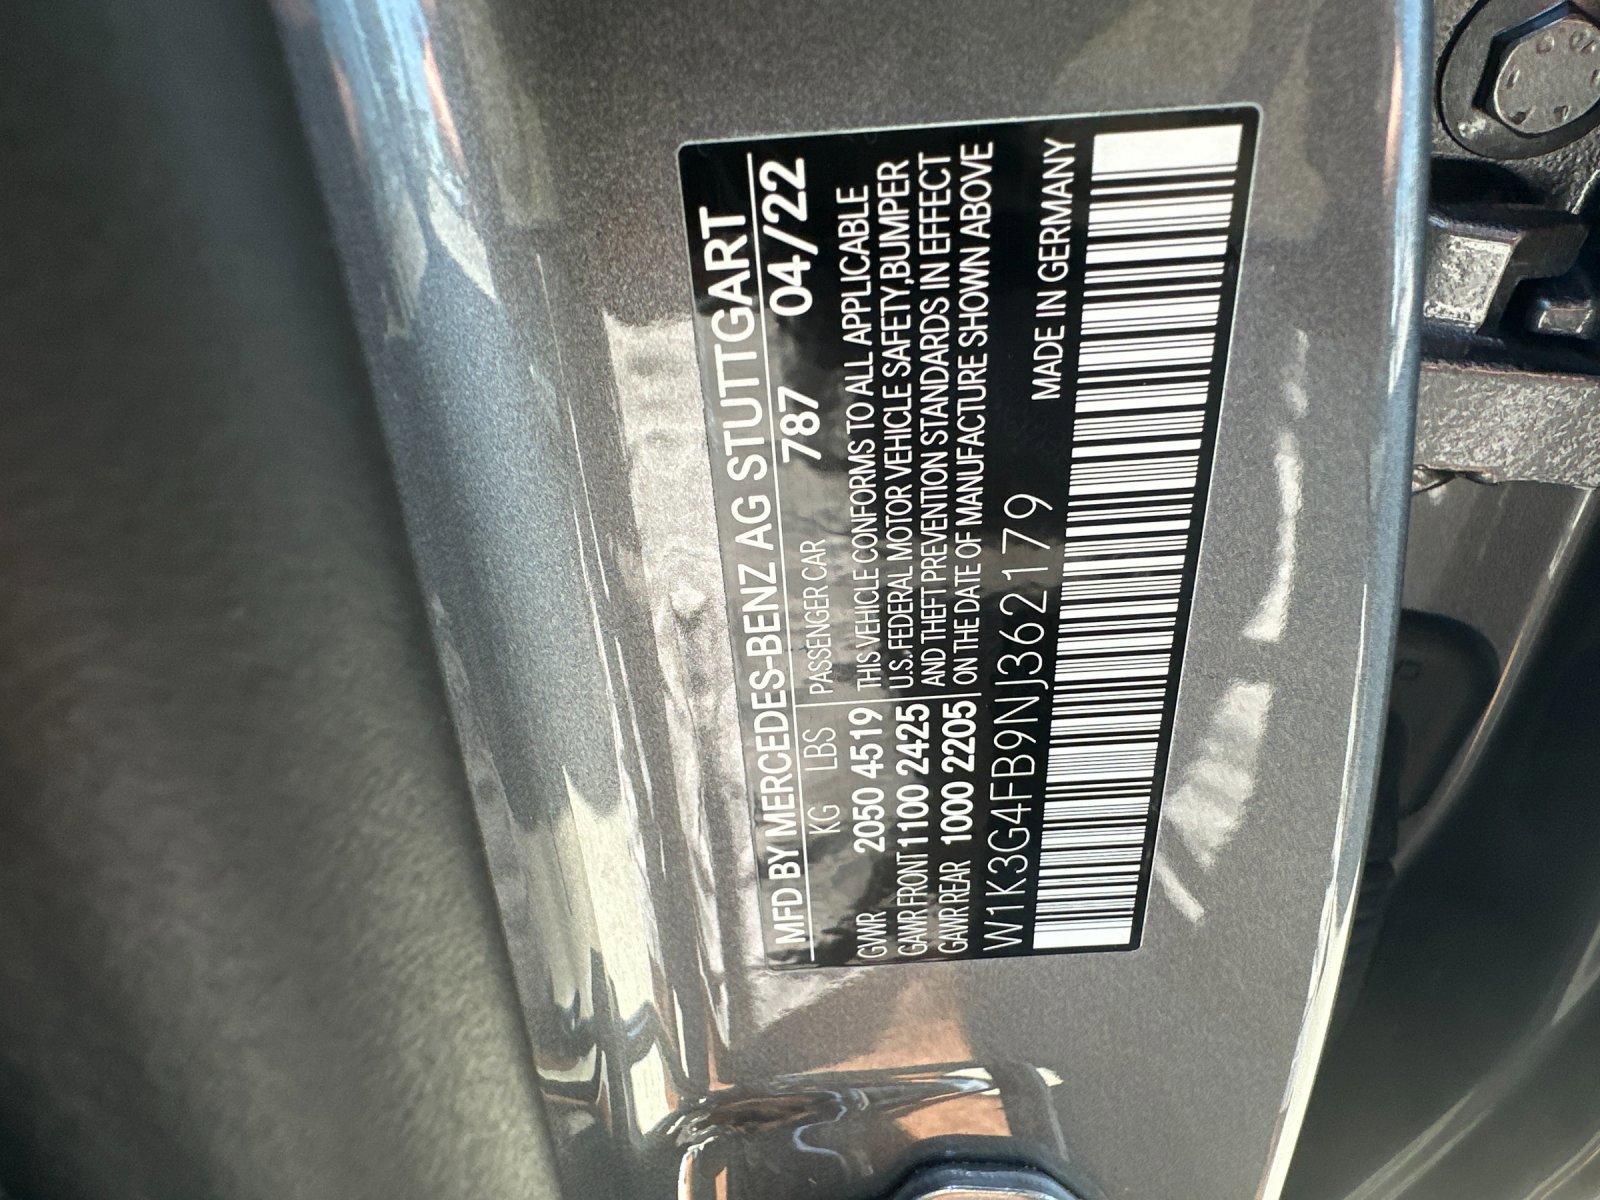 MFD BY MERCEDES-BENZ AG STUTTGART
787 04/22
KG LBS PASSENGER CAR
GVWR 2050 4519 THIS VEHICLE CONFORMS TO ALL APPLICABLE
GAWR FRONT 1100 2425 U.S. FEDERAL MOTOR VEHICLE SAFETY,BUMPER
GAWR REAR 1000 2205 AND THEFT PREVENTION STANDARDS IN EFFECT
ON THE DATE OF MANUFACTURE SHOWN ABOVE
W1K3G4FB9NJ362179 MADE IN GERMANY